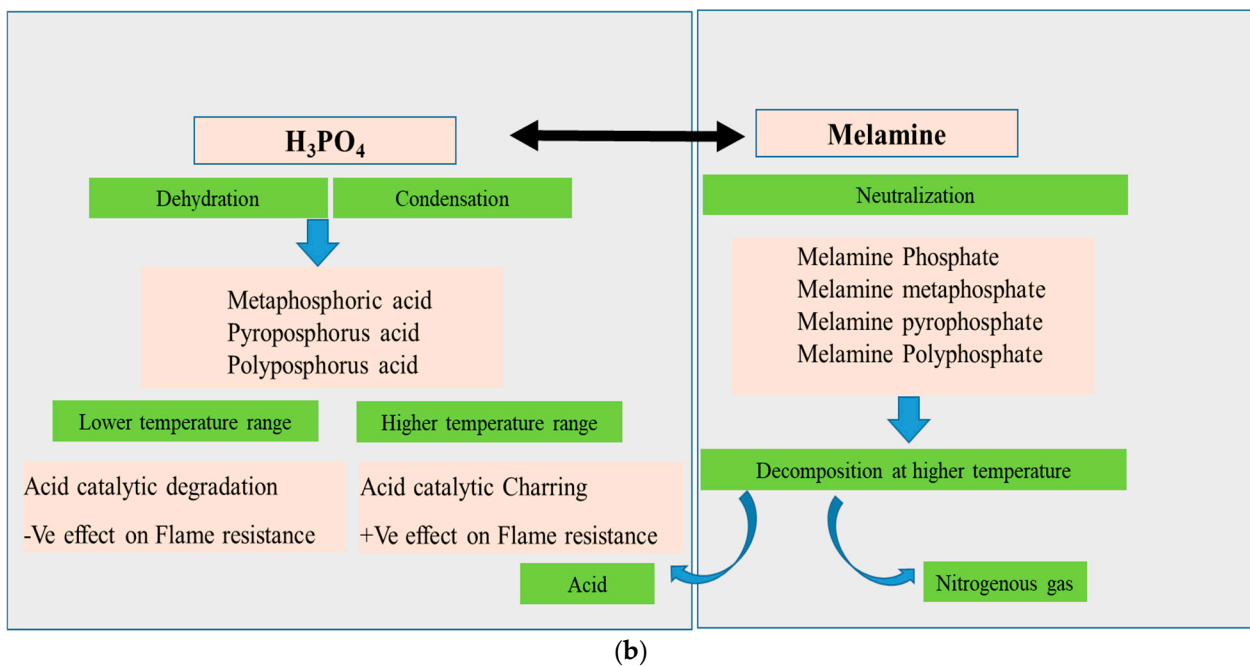 H₃PO₄
Dehydration
Condensation
Metaphosphoric acid
Pyroposphorus acid
Polyposphorus acid
Lower temperature range
Higher temperature range
Acid catalytic degradation
-Ve effect on Flame resistance
Acid catalytic Charring
+Ve effect on Flame resistance
Acid
Melamine
Neutralization
Melamine Phosphate
Melamine metaphosphate
Melamine pyrophosphate
Melamine Polyphosphate
Decomposition at higher temperature
Nitrogenous gas
(b)